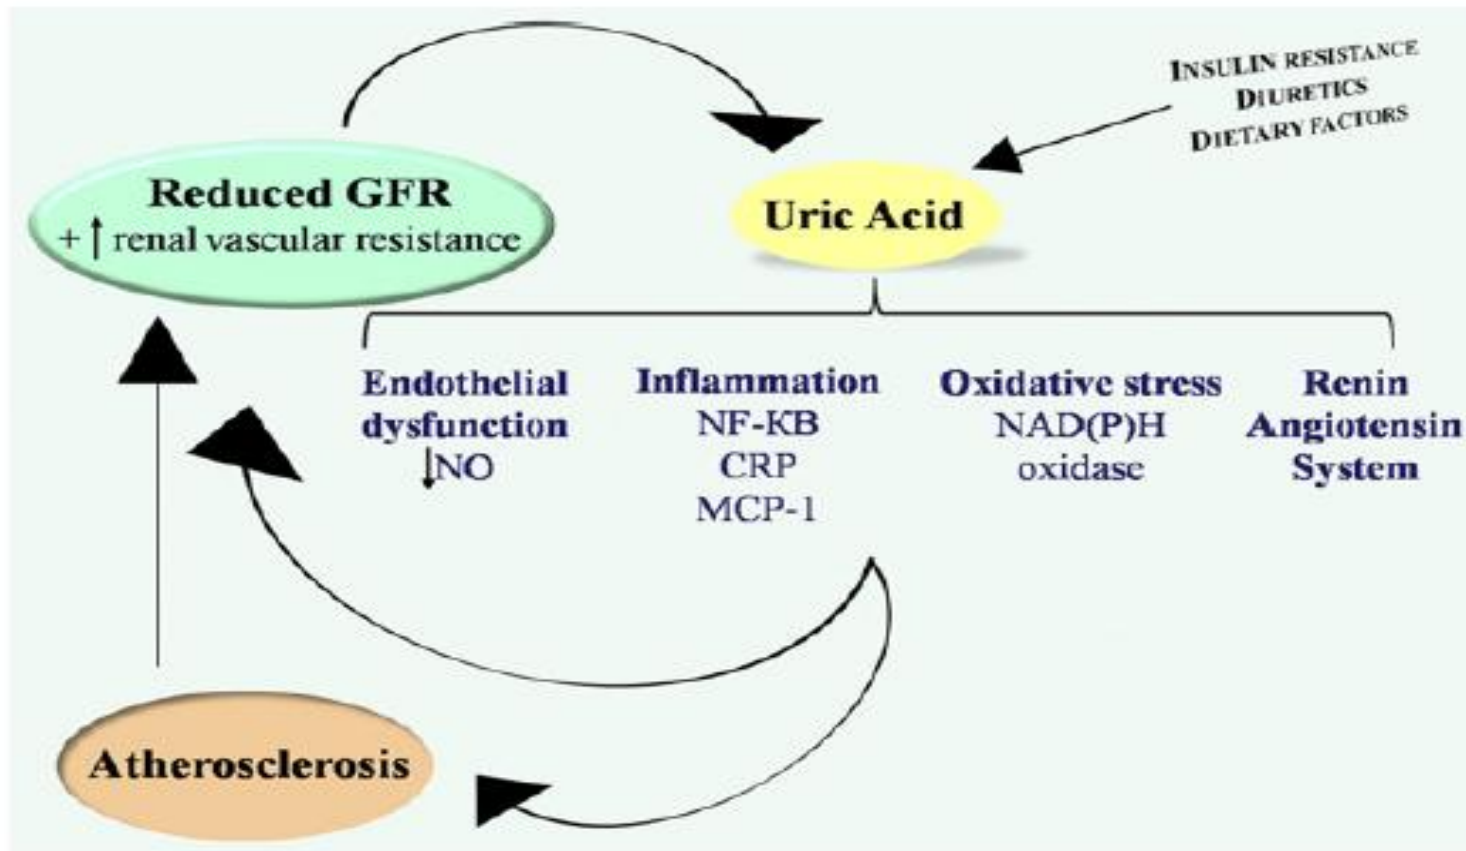 INSULIN RESISTANCE
DIURETICS
DIETARY FACTORS
Reduced GFR
+ ↑ renal vascular resistance
Uric Acid
Endothelial
dysfunction
↓NO
Inflammation
NF-KB
CRP
MCP-1
Oxidative stress
NAD(P)H
oxidase
Renin
Angiotensin
System
Atherosclerosis